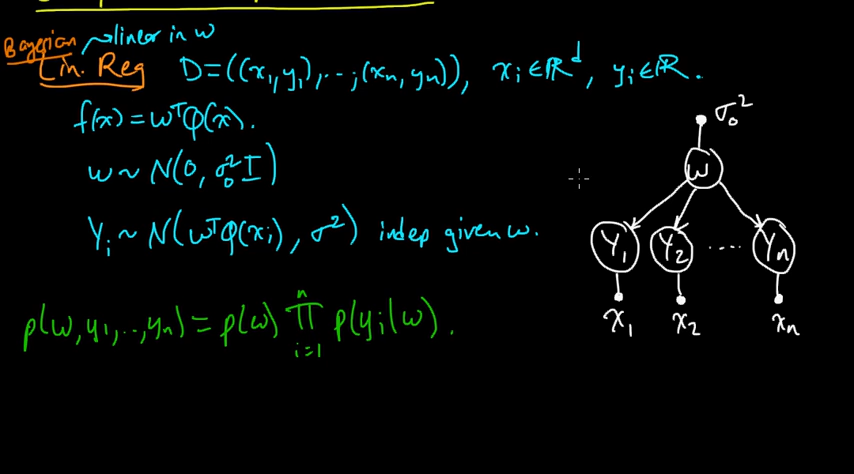 Bayesian linear in w
Lin. Reg D=((x₁,y₁),...,(xₙ,yₙ)), xᵢ∈ℝᵈ, yᵢ∈ℝ.
f(x)=wᵀφ(x).
w ~ N(0, σ₀²I)
Yᵢ ~ N(wᵀφ(xᵢ), σ²) indep given w.
p(w,y₁,...,yₙ) = p(w) ∏ᵢ₌₁ⁿ p(yᵢ|w).
σ₀²
w
Y₁ Y₂ .... Yₙ
x₁ x₂ xₙ